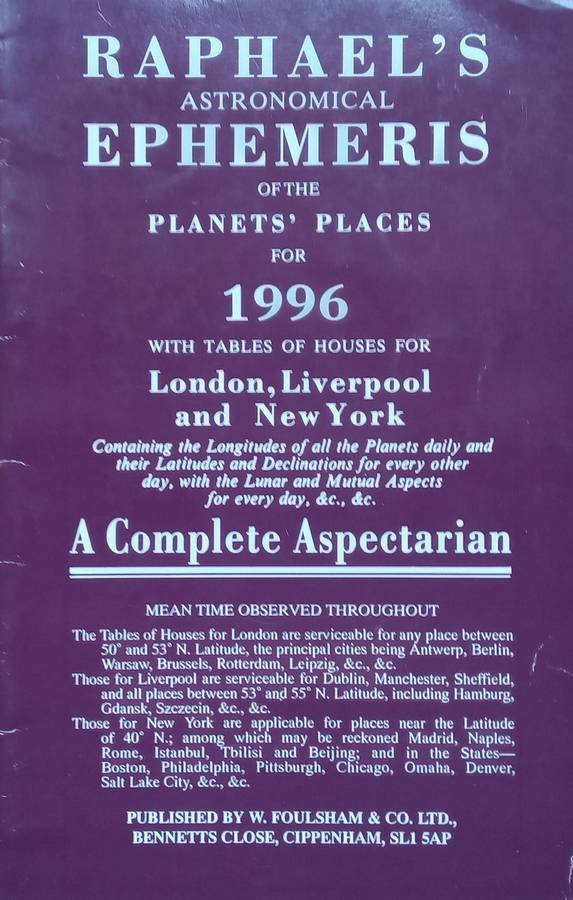 RAPHAEL'S
ASTRONOMICAL
EPHEMERIS
OF THE
PLANETS' PLACES
FOR
1996
WITH TABLES OF HOUSES FOR
London, Liverpool
and New York
Containing the Longitudes of all the Planets daily and
their Latitudes and Declinations for every other
day, with the Lunar and Mutual Aspects
for every day, &c., &c.
A Complete Aspectarian
MEAN TIME OBSERVED THROUGHOUT
The Tables of Houses for London are serviceable for any place between
50° and 53° N. Latitude, the principal cities being Antwerp, Berlin,
Warsaw, Brussels, Rotterdam, Leipzig, &c., &c.
Those for Liverpool are serviceable for Dublin, Manchester, Sheffield,
and all places between 53° and 55° N. Latitude, including Hamburg,
Gdansk, Szczecin, &c., &c.
Those for New York are applicable for places near the Latitude
of 40° N.; among which may be reckoned Madrid, Naples,
Rome, Istanbul, Tbilisi and Beijing; and in the States—
Boston, Philadelphia, Pittsburgh, Chicago, Omaha, Denver,
Salt Lake City, &c., &c.
PUBLISHED BY W. FOULSHAM & CO. LTD.,
BENNETTS CLOSE, CIPPENHAM, SL1 5AP